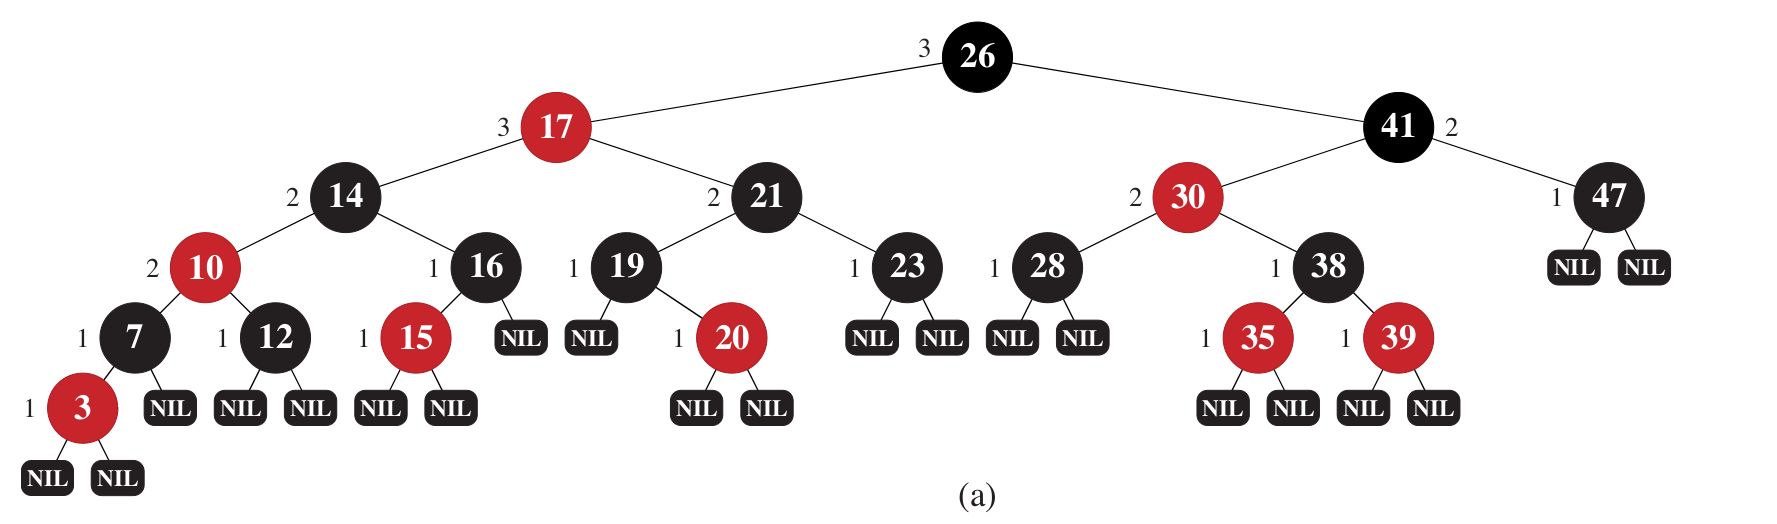 3 26
3 17 41 2
2 14 2 21 2 30 1 47
2 10 1 16 1 19 1 23 1 28 1 38 NIL NIL
1 7 1 12 1 15 NIL NIL 1 20 NIL NIL NIL NIL 1 35 1 39
1 3 NIL NIL NIL NIL NIL NIL NIL NIL NIL NIL NIL
NIL NIL
(a)